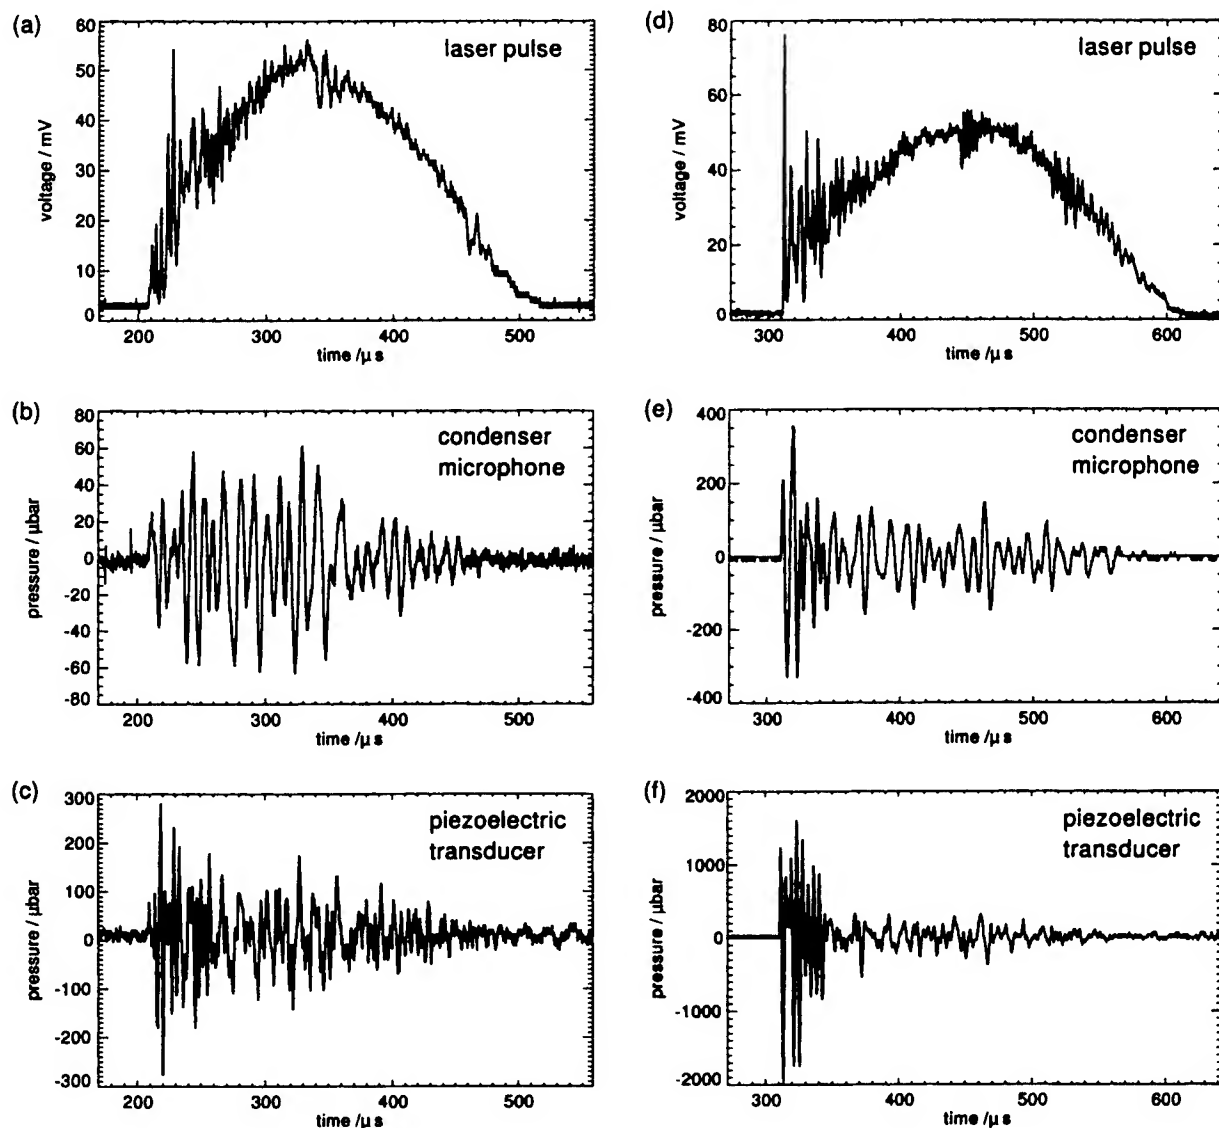 (a)
laser pulse
60
50
40
30
20
10
0
voltage / mV
200
300
400
500
time /μ s
(d)
laser pulse
80
60
40
20
0
voltage / mV
300
400
500
600
time /μ s
(b)
condenser
microphone
80
60
40
20
0
-20
-40
-60
-80
pressure / μbar
200
300
400
500
time /μ s
(e)
condenser
microphone
400
200
0
-200
-400
pressure / μbar
300
400
500
600
time /μ s
(c)
piezoelectric
transducer
300
200
100
0
-100
-200
-300
pressure / μbar
200
300
400
500
time /μ s
(f)
piezoelectric
transducer
2000
1000
0
-1000
-2000
pressure / μbar
300
400
500
600
time /μ s